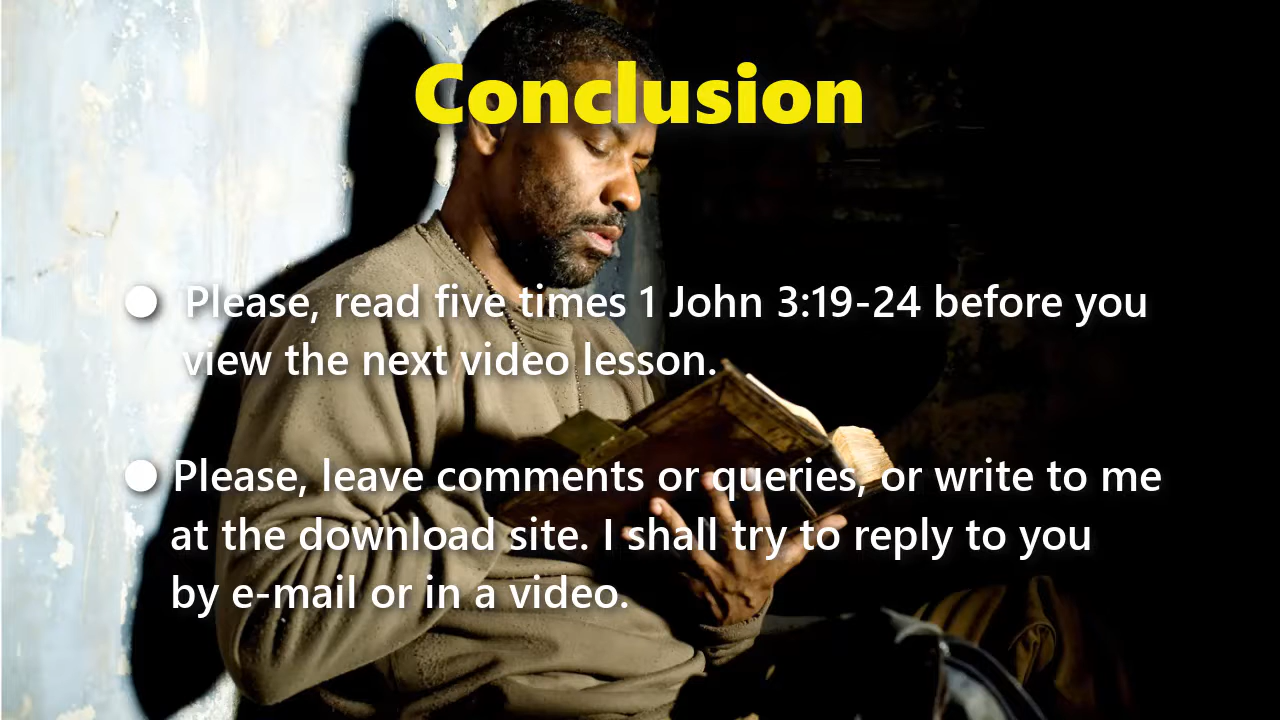 Conclusion
● Please, read five times 1 John 3:19-24 before you
view the next video lesson.
● Please, leave comments or queries, or write to me
at the download site. I shall try to reply to you
by e-mail or in a video.